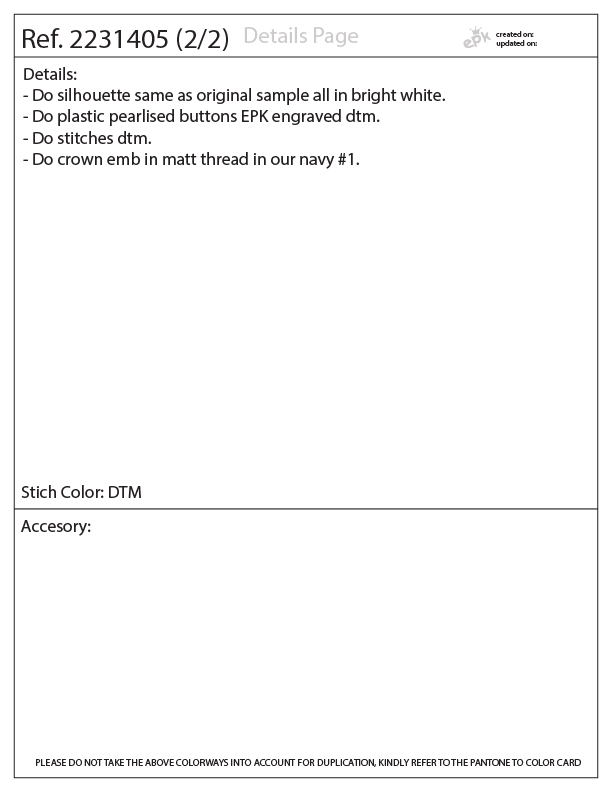 Ref. 2231405 (2/2) Details Page
epk created on:
updated on:
Details:
- Do silhouette same as original sample all in bright white.
- Do plastic pearlised buttons EPK engraved dtm.
- Do stitches dtm.
- Do crown emb in matt thread in our navy #1.
Stich Color: DTM
Accesory:
PLEASE DO NOT TAKE THE ABOVE COLORWAYS INTO ACCOUNT FOR DUPLICATION, KINDLY REFER TO THE PANTONE TO COLOR CARD